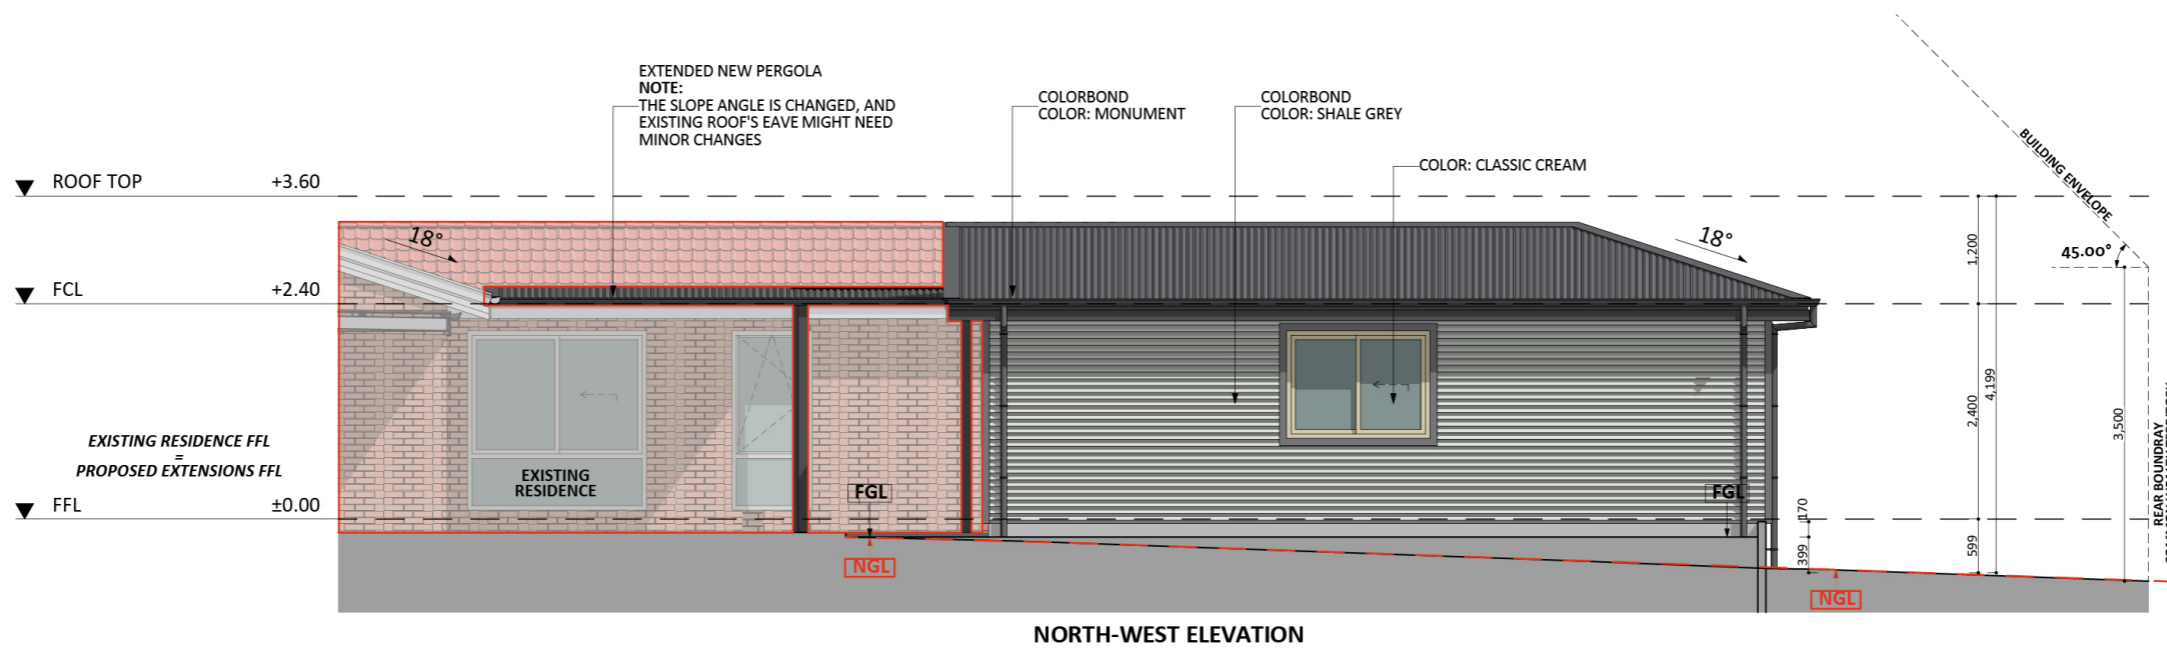 EXTENDED NEW PERGOLA
NOTE:
THE SLOPE ANGLE IS CHANGED, AND
EXISTING ROOF'S EAVE MIGHT NEED
MINOR CHANGES
COLORBOND
COLOR: MONUMENT
COLORBOND
COLOR: SHALE GREY
COLOR: CLASSIC CREAM
BUILDING ENVELOPE
45.00°
ROOF TOP +3.60
18°
18°
1,200
FCL +2.40
2,400
4,199
3,500
EXISTING RESIDENCE FFL
=
PROPOSED EXTENSIONS FFL
EXISTING
RESIDENCE
FGL
FGL
FFL ±0.00
170
399
599
REAR BOUNDRAY
NGL
NGL
NORTH-WEST ELEVATION